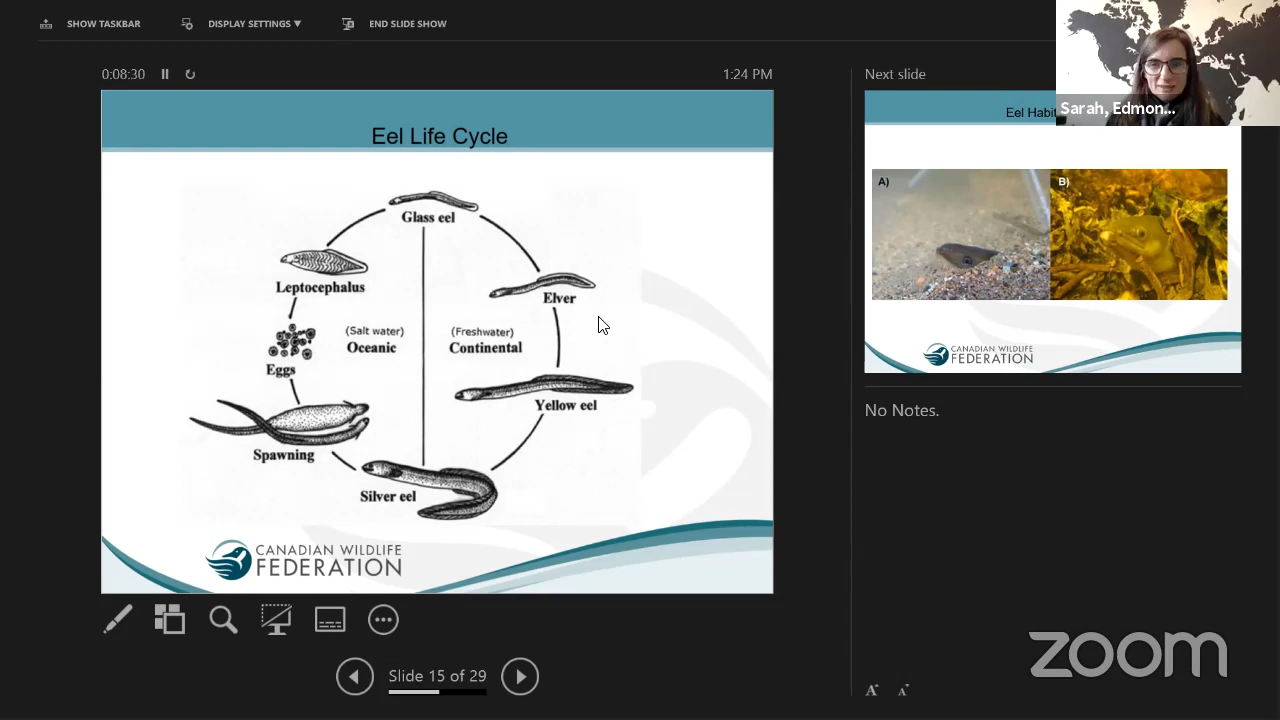 SHOW TASKBAR
DISPLAY SETTINGS ▼
END SLIDE SHOW
0:08:30
1:24 PM
Next slide
Sarah, Edmon...
Eel Life Cycle
Glass eel
Leptocephalus
Elver
(Salt water)
Oceanic
(Freshwater)
Continental
Eggs
Yellow eel
Spawning
Silver eel
CANADIAN WILDLIFE
FEDERATION
Eel Habit
A)
B)
CANADIAN WILDLIFE
FEDERATION
No Notes.
Slide 15 of 29
A
A
zoom